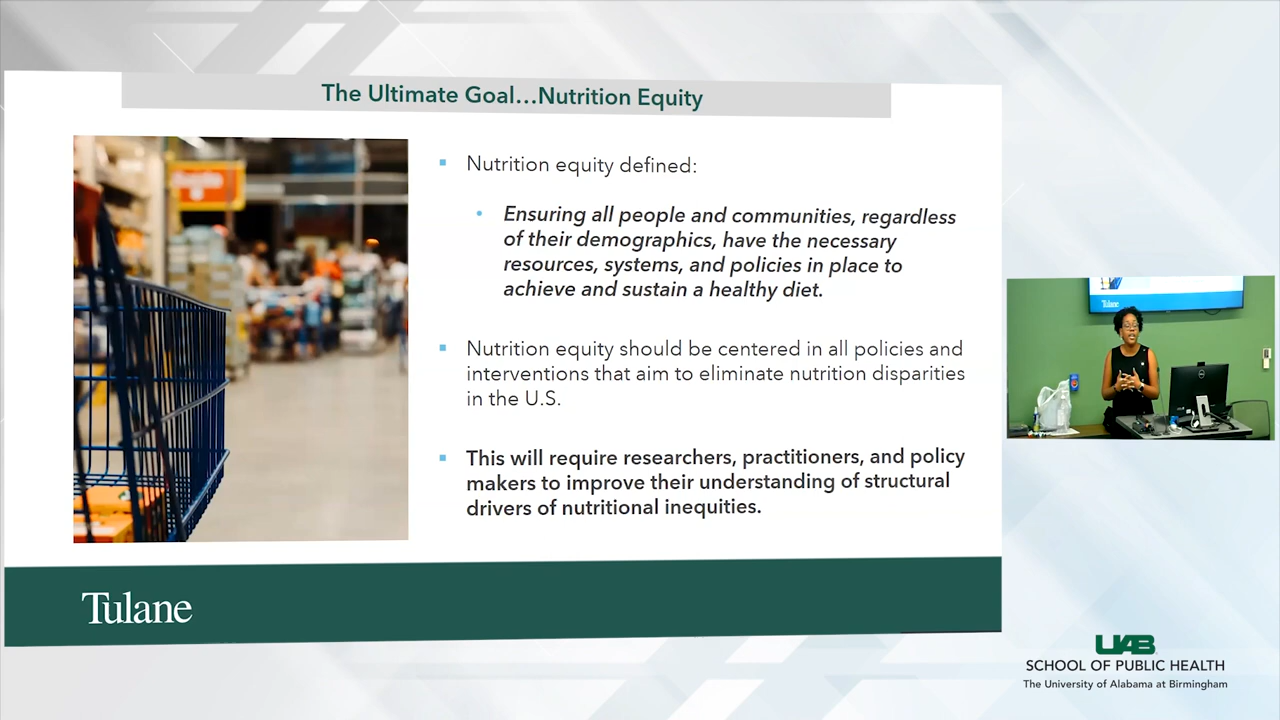 The Ultimate Goal...Nutrition Equity
Nutrition equity defined:
Ensuring all people and communities, regardless
of their demographics, have the necessary
resources, systems, and policies in place to
achieve and sustain a healthy diet.
Nutrition equity should be centered in all policies and
interventions that aim to eliminate nutrition disparities
in the U.S.
This will require researchers, practitioners, and policy
makers to improve their understanding of structural
drivers of nutritional inequities.
Tulane
Tulane
UAB
SCHOOL OF PUBLIC HEALTH
The University of Alabama at Birmingham